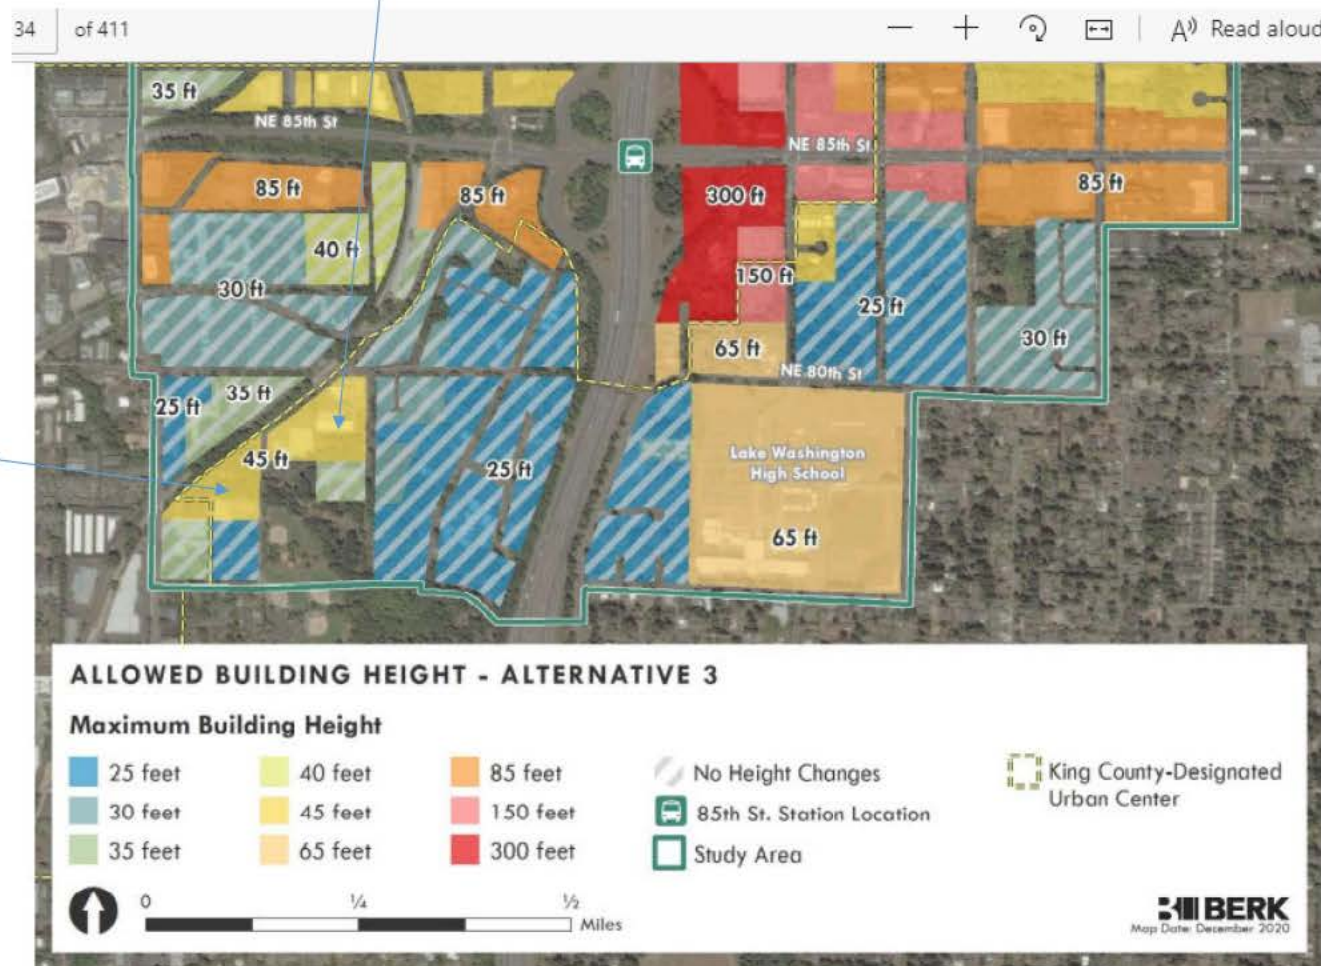 34 of 411
Read aloud
35 ft
NE 85th St
NE 85th St
85 ft
85 ft
300 ft
85 ft
40 ft
150 ft
30 ft
25 ft
65 ft
30 ft
NE 80th St
35 ft
25 ft
45 ft
25 ft
Lake Washington
High School
65 ft
ALLOWED BUILDING HEIGHT - ALTERNATIVE 3
Maximum Building Height
25 feet
30 feet
35 feet
40 feet
45 feet
65 feet
85 feet
150 feet
300 feet
No Height Changes
85th St. Station Location
Study Area
King County-Designated
Urban Center
0 ¼ ½
Miles
BERK
Map Date: December 2020